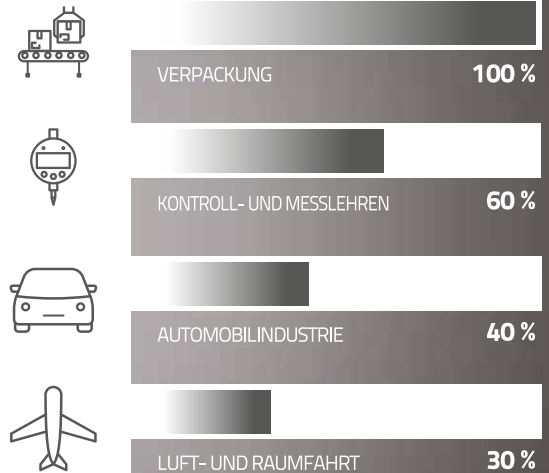 VERPACKUNG 100 %
KONTROLL- UND MESSLEHREN 60 %
AUTOMOBILINDUSTRIE 40 %
LUFT- UND RAUMFAHRT 30 %